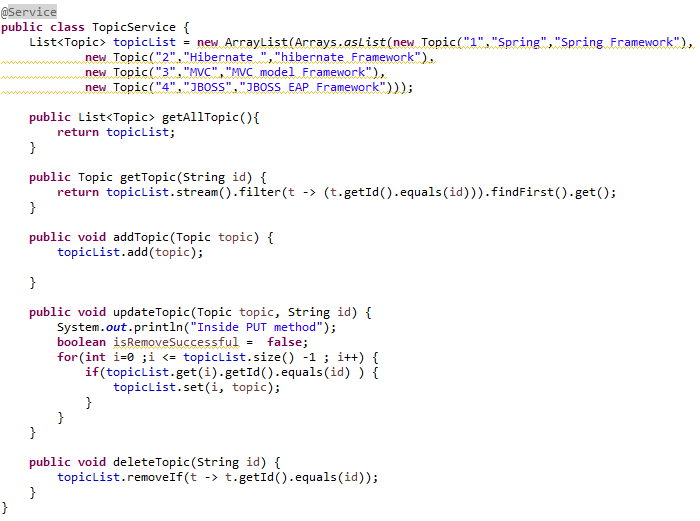 @Service
public class TopicService {
    List<Topic> topicList = new ArrayList(Arrays.asList(new Topic("1","Spring","Spring Framework"),
            new Topic("2","Hibernate ","hibernate Framework"),
            new Topic("3","MVC","MVC model Framework"),
            new Topic("4","JBOSS","JBOSS EAP Framework")));

    public List<Topic> getAllTopic(){
        return topicList;
    }

    public Topic getTopic(String id) {
        return topicList.stream().filter(t -> (t.getId().equals(id))).findFirst().get();
    }

    public void addTopic(Topic topic) {
        topicList.add(topic);

    }

    public void updateTopic(Topic topic, String id) {
        System.out.println("Inside PUT method");
        boolean isRemoveSuccessful =  false;
        for(int i=0 ;i <= topicList.size() -1 ; i++) {
            if(topicList.get(i).getId().equals(id) ) {
                topicList.set(i, topic);
            }
        }
    }

    public void deleteTopic(String id) {
        topicList.removeIf(t -> t.getId().equals(id));
    }
}